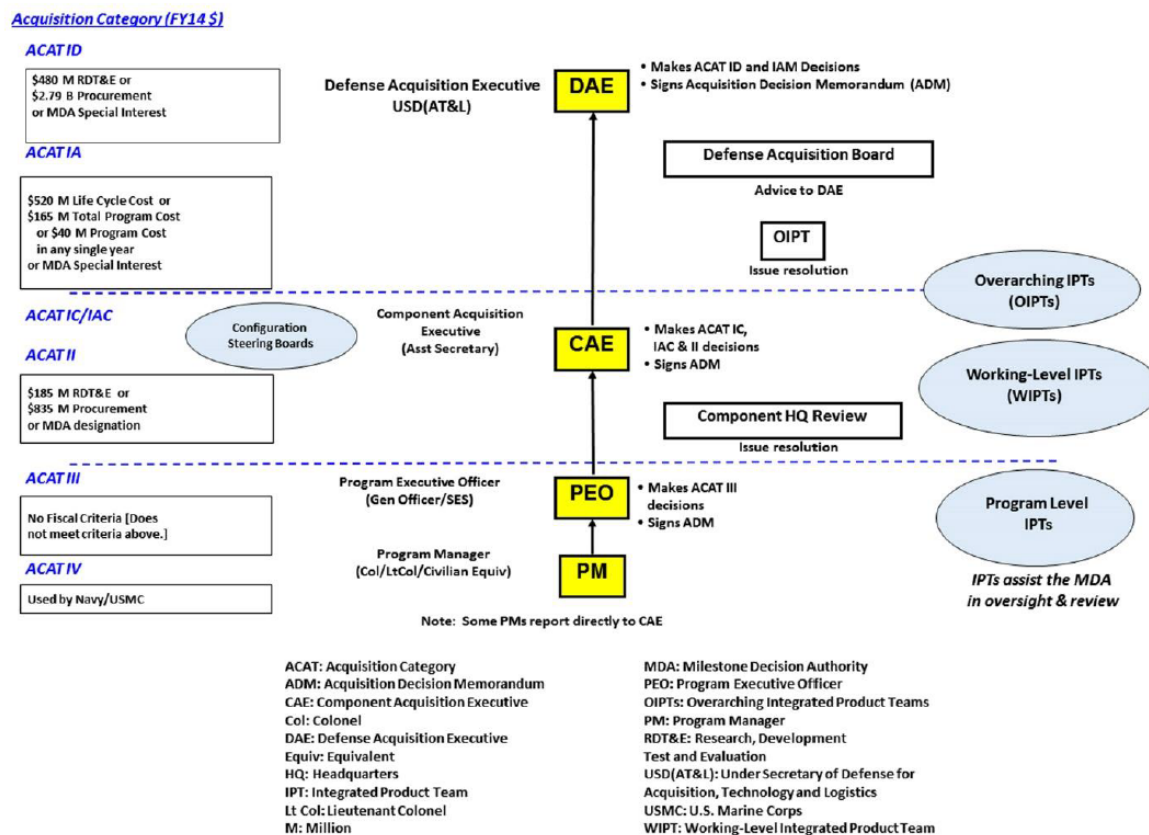 Acquisition Category (FY14 $)
ACAT ID
$480 M RDT&E or
$2.79 B Procurement
or MDA Special Interest
ACAT IA
$520 M Life Cycle Cost or
$165 M Total Program Cost
or $40 M Program Cost
in any single year
or MDA Special Interest
ACAT IC/IAC
ACAT II
$185 M RDT&E or
$835 M Procurement
or MDA designation
ACAT III
No Fiscal Criteria [Does
not meet criteria above.]
ACAT IV
Used by Navy/USMC
Configuration
Steering Boards
Defense Acquisition Executive
USD(AT&L)
DAE
• Makes ACAT ID and IAM Decisions
• Signs Acquisition Decision Memorandum (ADM)
Defense Acquisition Board
Advice to DAE
OIPT
Issue resolution
Overarching IPTs
(OIPTs)
Component Acquisition
Executive
(Asst Secretary)
CAE
• Makes ACAT IC,
IAC & II decisions
• Signs ADM
Working-Level IPTs
(WIPTs)
Component HQ Review
Issue resolution
Program Executive Officer
(Gen Officer/SES)
PEO
• Makes ACAT III
decisions
• Signs ADM
Program Level
IPTs
Program Manager
(Col/LtCol/Civilian Equiv)
PM
IPTs assist the MDA
in oversight & review
Note: Some PMs report directly to CAE
ACAT: Acquisition Category
ADM: Acquisition Decision Memorandum
CAE: Component Acquisition Executive
Col: Colonel
DAE: Defense Acquisition Executive
Equiv: Equivalent
HQ: Headquarters
IPT: Integrated Product Team
Lt Col: Lieutenant Colonel
M: Million
MDA: Milestone Decision Authority
PEO: Program Executive Officer
OIPTs: Overarching Integrated Product Teams
PM: Program Manager
RDT&E: Research, Development
Test and Evaluation
USD(AT&L): Under Secretary of Defense for
Acquisition, Technology and Logistics
USMC: U.S. Marine Corps
WIPT: Working-Level Integrated Product Team